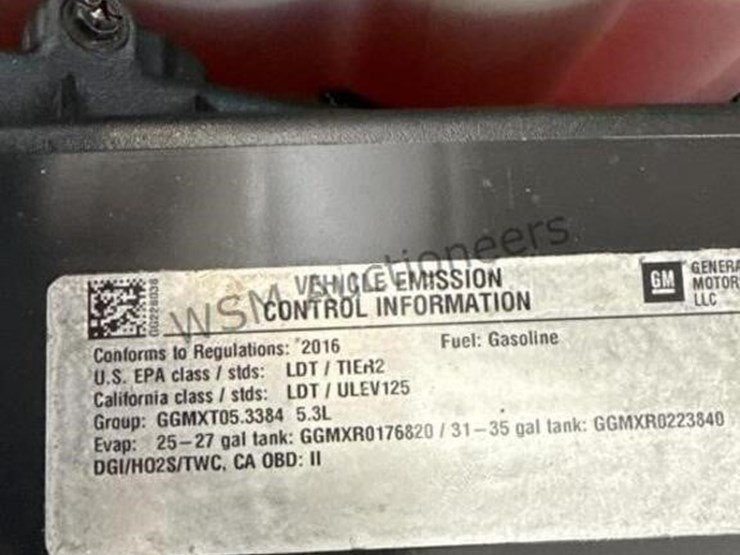 VEHICLE EMISSION
CONTROL INFORMATION
GM
GENERA
MOTOR
LLC
WSM Auctioneers
Conforms to Regulations: 2016
Fuel: Gasoline
U.S. EPA class / stds: LDT / TIER2
California class / stds: LDT / ULEV125
Group: GGMXT05.3384 5.3L
Evap: 25-27 gal tank: GGMXR0176820 / 31-35 gal tank: GGMXR0223840
DGI/HO2S/TWC, CA OBD: II